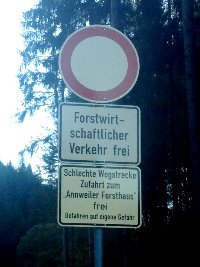 Forstwirt-
schaftlicher
Verkehr frei
Schlechte Wegstrecke
Zufahrt zum
"Annweiler Forsthaus"
frei
Befahren auf eigene Gefahr